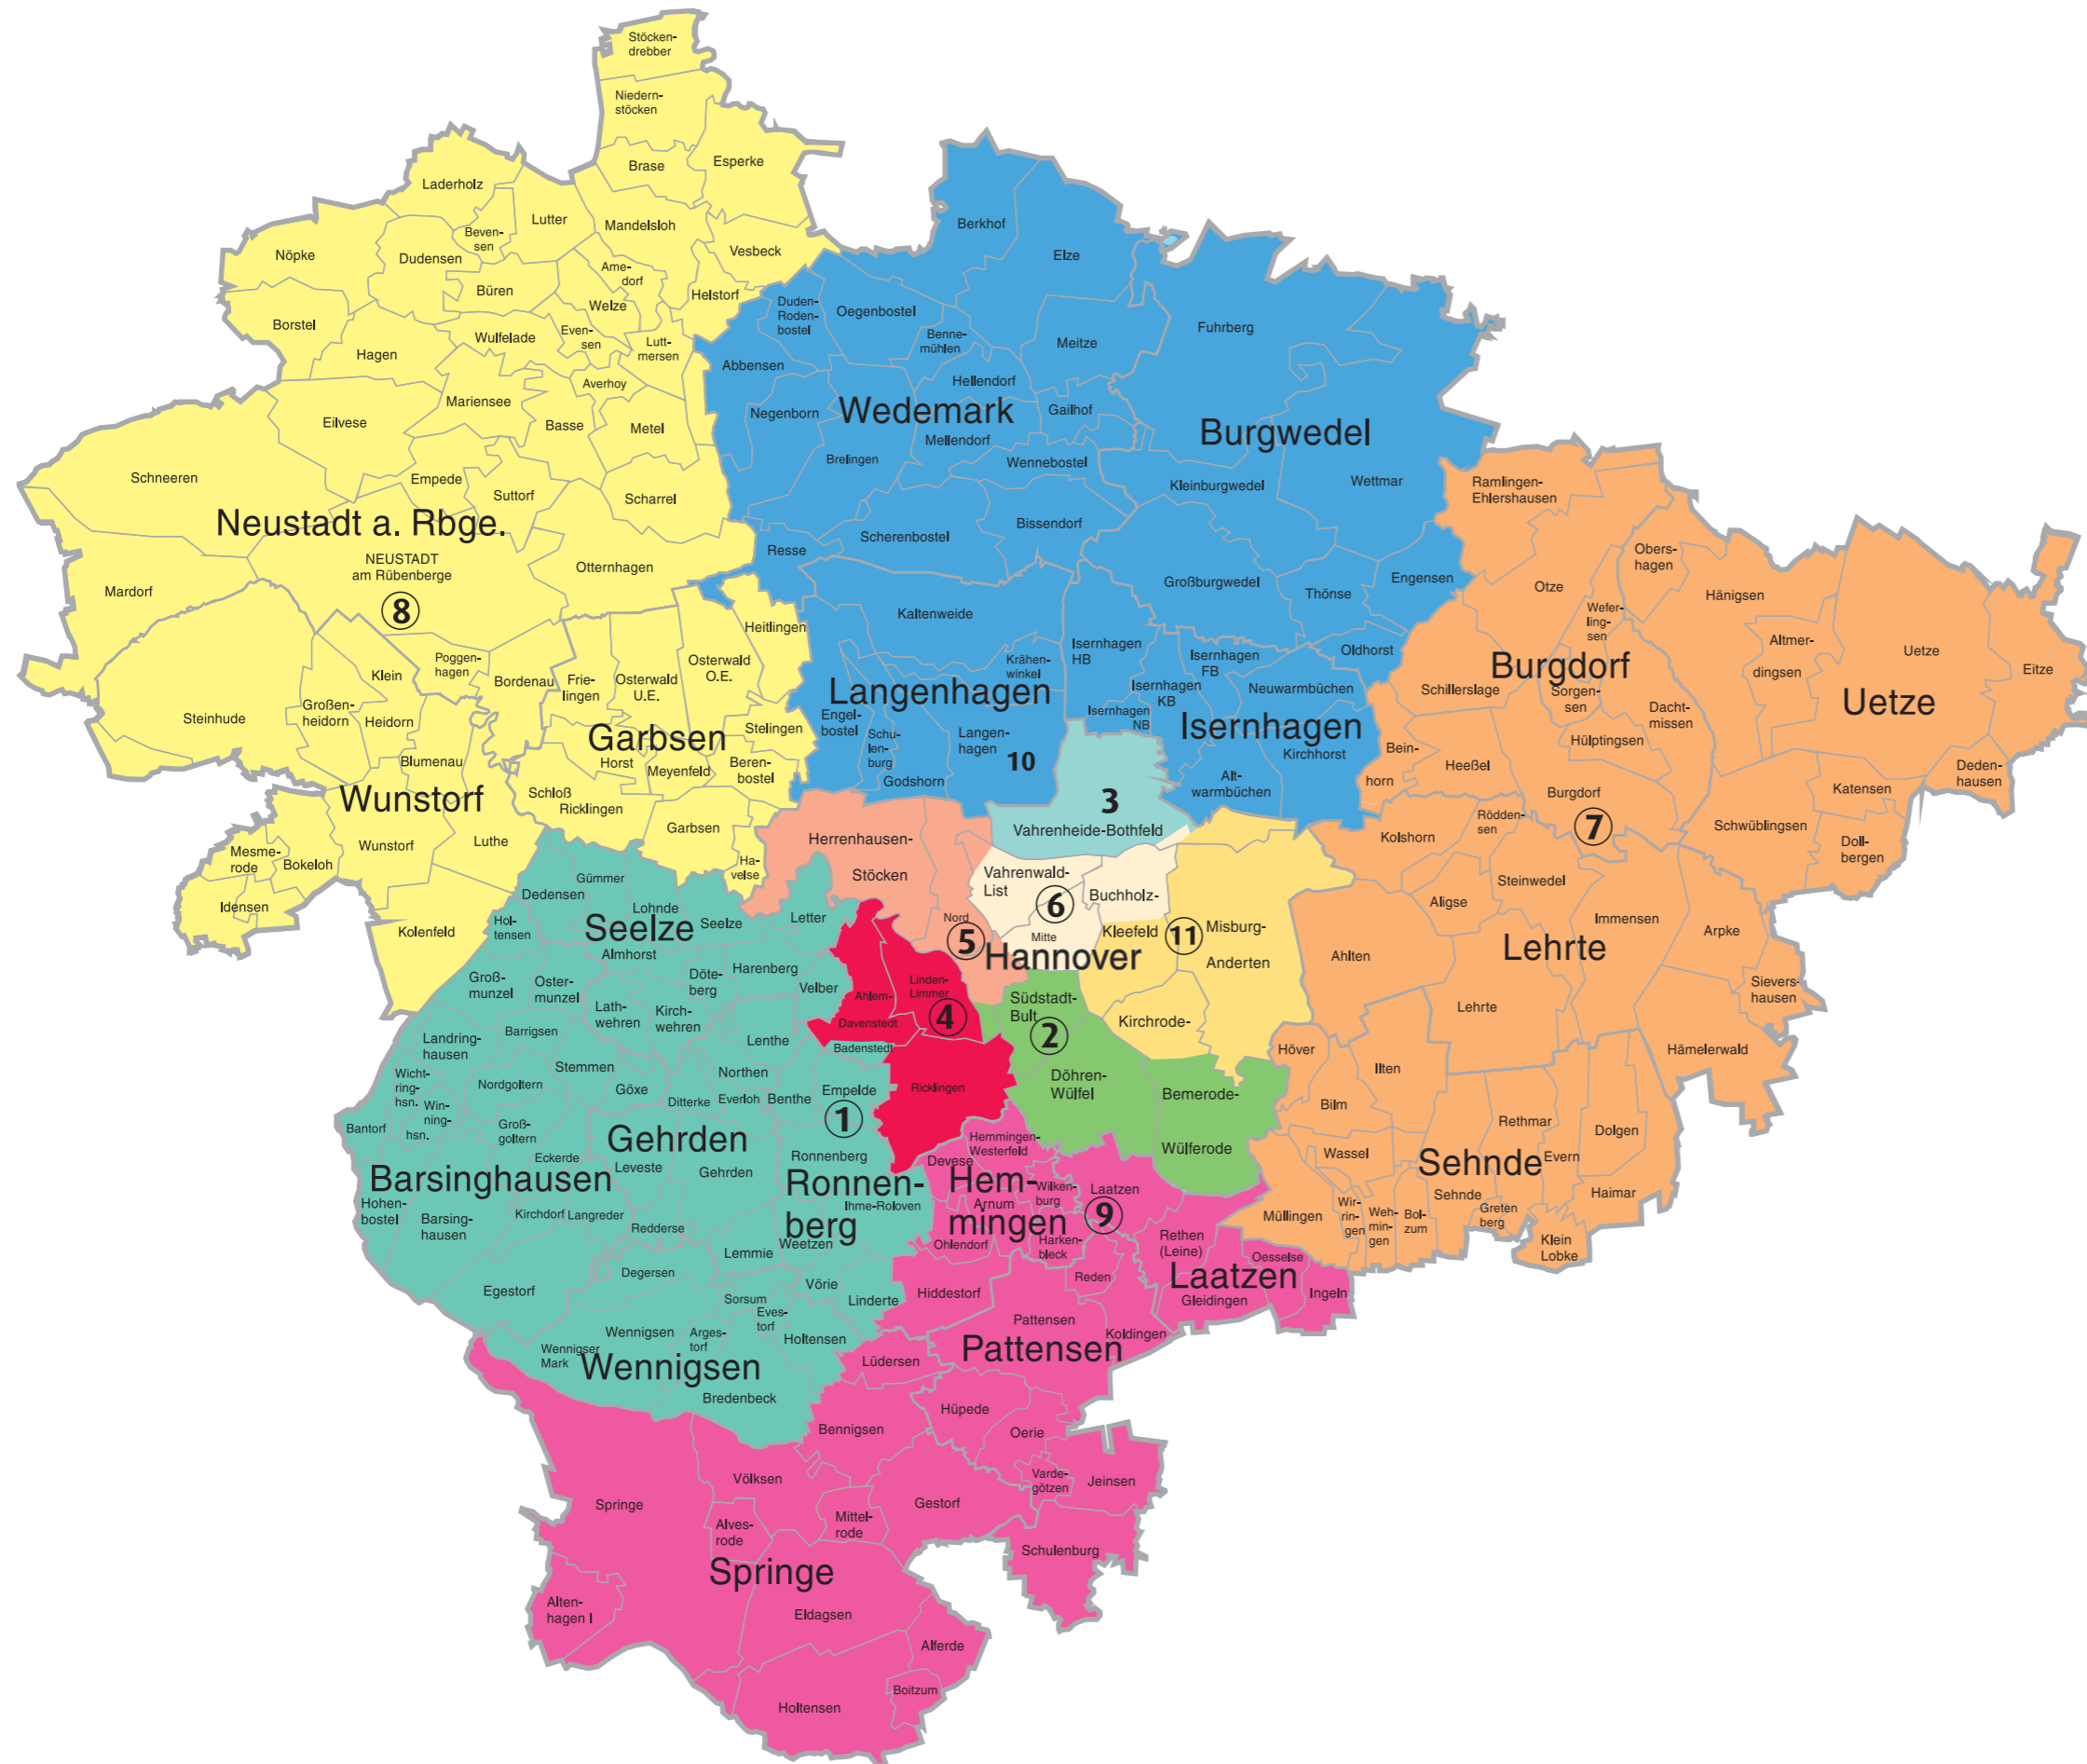 Stöcken-
drebber
Niedern-
stöcken
Brase
Esperke
Laderholz
Lutter
Mandelsloh
Beven-
sen
Vesbeck
Nöpke
Dudensen
Ame-
dorf
Büren
Helstorf
Welze
Borstel
Wulfelade
Even-
sen
Lutt-
mersen
Hagen
Averhoy
Mariensee
Eilvese
Basse
Metel
Schneeren
Empede
Suttorf
Scharrel
Neustadt a. Rbge.
NEUSTADT
am Rübenberge
8
Otternhagen
Mardorf
Poggen-
hagen
Bordenau
Klein
Heidorn
Großen-
heidorn
Steinhude
Blumenau
Wunstorf
Wunstorf
Luthe
Mesme-
rode
Bokeloh
Idensen
Kolenfeld
Heitlingen
Osterwald
O.E.
Frie-
lingen
Osterwald
U.E.
Stelingen
Garbsen
Horst
Meyenfeld
Beren-
bostel
Schloß
Ricklingen
Garbsen
Ha-
velse
Berkhof
Elze
Duden-
Roden-
bostel
Oegenbostel
Benne-
mühlen
Meitze
Fuhrberg
Abbensen
Hellendorf
Negenborn
Wedemark
Gailhof
Mellendorf
Burgwedel
Brelingen
Wennebostel
Kleinburgwedel
Wettmar
Bissendorf
Scherenbostel
Resse
Großburgwedel
Thönse
Engensen
Kaltenweide
Isernhagen
HB
Isernhagen
FB
Oldhorst
Krähen-
winkel
Langenhagen
Isernhagen
KB
Neuwarmbüchen
Isernhagen
NB
Isernhagen
Engel-
bostel
Schu-
len-
burg
Langen-
hagen
10
Kirchhorst
Godshorn
Alt-
warmbüchen
Ramlingen-
Ehlershausen
Obers-
hagen
Otze
Hänigsen
Wefer-
ling-
sen
Altmer-
dingsen
Uetze
Eitze
Burgdorf
Schillerslage
Sorgen-
sen
Uetze
Dacht-
missen
Hülptingsen
Bein-
horn
Heeßel
Deden-
hausen
Burgdorf
Katensen
7
Schwüblingsen
Kolshorn
Rödden-
sen
Doll-
bergen
Steinwedel
Aligse
Immensen
Arpke
Lehrte
Ahlten
Sievers-
hausen
Lehrte
Hämelerwald
Höver
Ilten
Bilm
Rethmar
Dolgen
Wassel
Sehnde
Evern
Sehnde
Haimar
Müllingen
Wir-
rin-
gen
Weh-
min-
gen
Bol-
zum
Greten
berg
Klein
Lobke
3
Vahrenheide-Bothfeld
Herrenhausen-
Stöcken
Vahrenwald-
List
6
Buchholz-
Kleefeld
Nord
5
Mitte
Hannover
11
Misburg-
Anderten
Kirchrode-
Südstadt-
Bult
2
Döhren-
Wülfel
Bemerode-
Wülferode
Linden-
Limmer
4
Ahlem-
Davenstedt
Badenstedt
Ricklingen
Gümmer
Dedensen
Lohnde
Seelze
Seelze
Letter
Hol-
tensen
Almhorst
Harenberg
Döte-
berg
Velber
Groß-
munzel
Oster-
munzel
Lath-
wehren
Kirch-
wehren
Landring-
hausen
Barrigsen
Lenthe
Stemmen
Northen
Wicht-
ring-
hsn.
Nordgoltern
Göxe
Empelde
1
Win-
ning-
hsn.
Ditterke
Everloh
Benthe
Bantorf
Groß-
goltern
Gehrden
Ronnenberg
Eckerde
Leveste
Gehrden
Barsinghausen
Ronnen-
berg
Ihme-Roloven
Hohen-
bostel
Barsing-
hausen
Kirchdorf
Langreder
Redderse
Weetzen
Lemmie
Degersen
Vörie
Egestorf
Sorsum
Linderte
Eves-
torf
Wennigsen
Arges-
torf
Holtensen
Wennigser
Mark
Wennigsen
Bredenbeck
Hemmingen-
Westerfeld
Devese
Hem-
mingen
Wilken-
burg
Laatzen
9
Arnum
Harken-
bleck
Ohlendorf
Rethen
(Leine)
Oesselse
Laatzen
Reden
Hiddestorf
Gleidingen
Ingeln
Pattensen
Koldingen
Pattensen
Lüdersen
Hüpede
Bennigsen
Oerie
Völksen
Varde-
götzen
Jeinsen
Springe
Gestorf
Mittel-
rode
Alves-
rode
Schulenburg
Springe
Alten-
hagen I
Eldagsen
Alferde
Boitzum
Holtensen